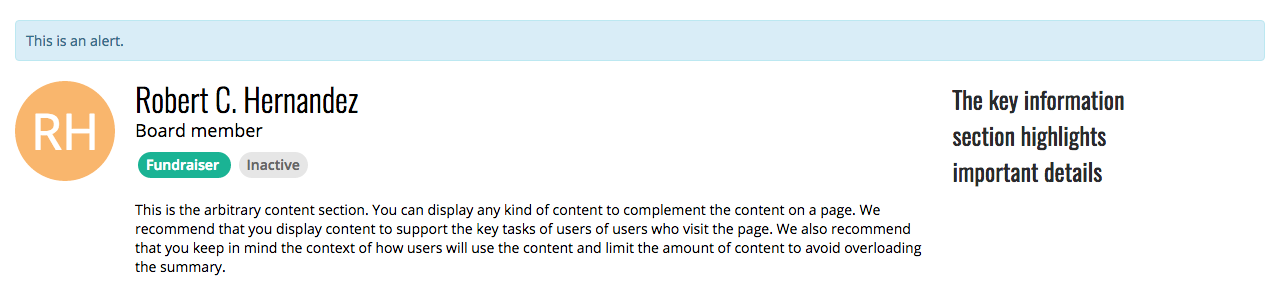 This is an alert.
RH
Robert C. Hernandez
Board member
Fundraiser Inactive
This is the arbitrary content section. You can display any kind of content to complement the content on a page. We
recommend that you display content to support the key tasks of users of users who visit the page. We also recommend
that you keep in mind the context of how users will use the content and limit the amount of content to avoid overloading
the summary.
The key information
section highlights
important details